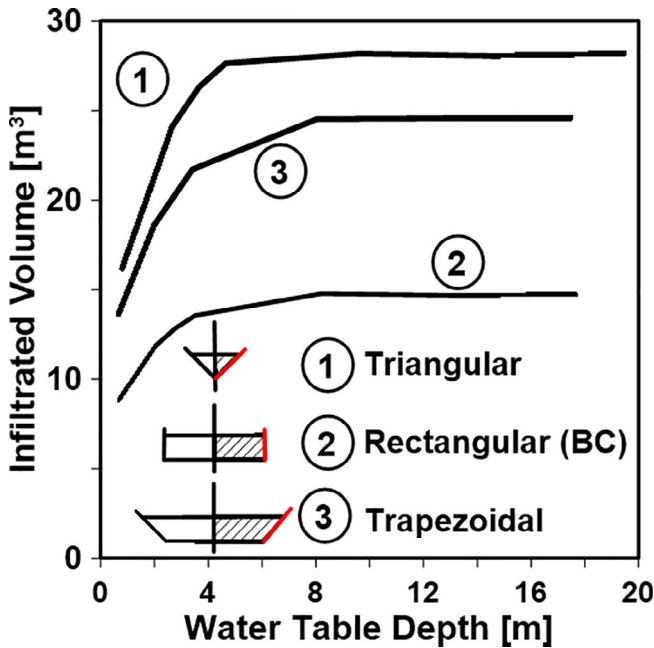 30
20
10
0
Infiltrated Volume [m³]
1
3
2
1 Triangular
2 Rectangular (BC)
3 Trapezoidal
0 4 8 12 16 20
Water Table Depth [m]